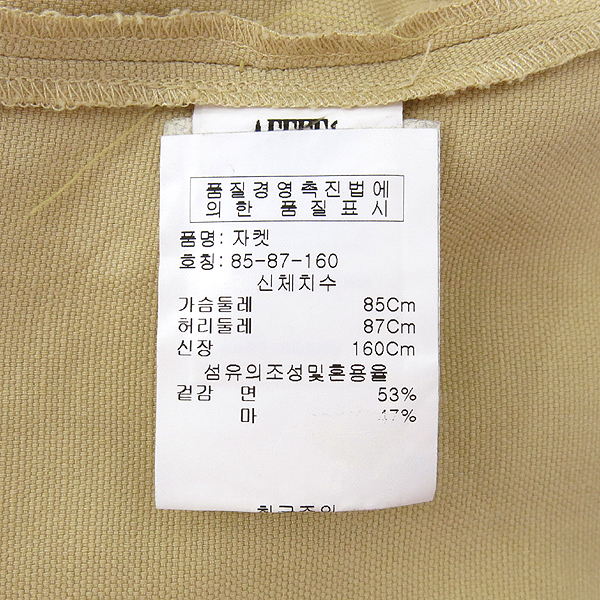 품질경영촉진법에
의한 품질표시
품명: 자켓
호칭: 85-87-160
신체치수
가슴둘레 85Cm
허리둘레 87Cm
신장 160Cm
섬유의조성및혼용율
겉감 면 53%
마 47%